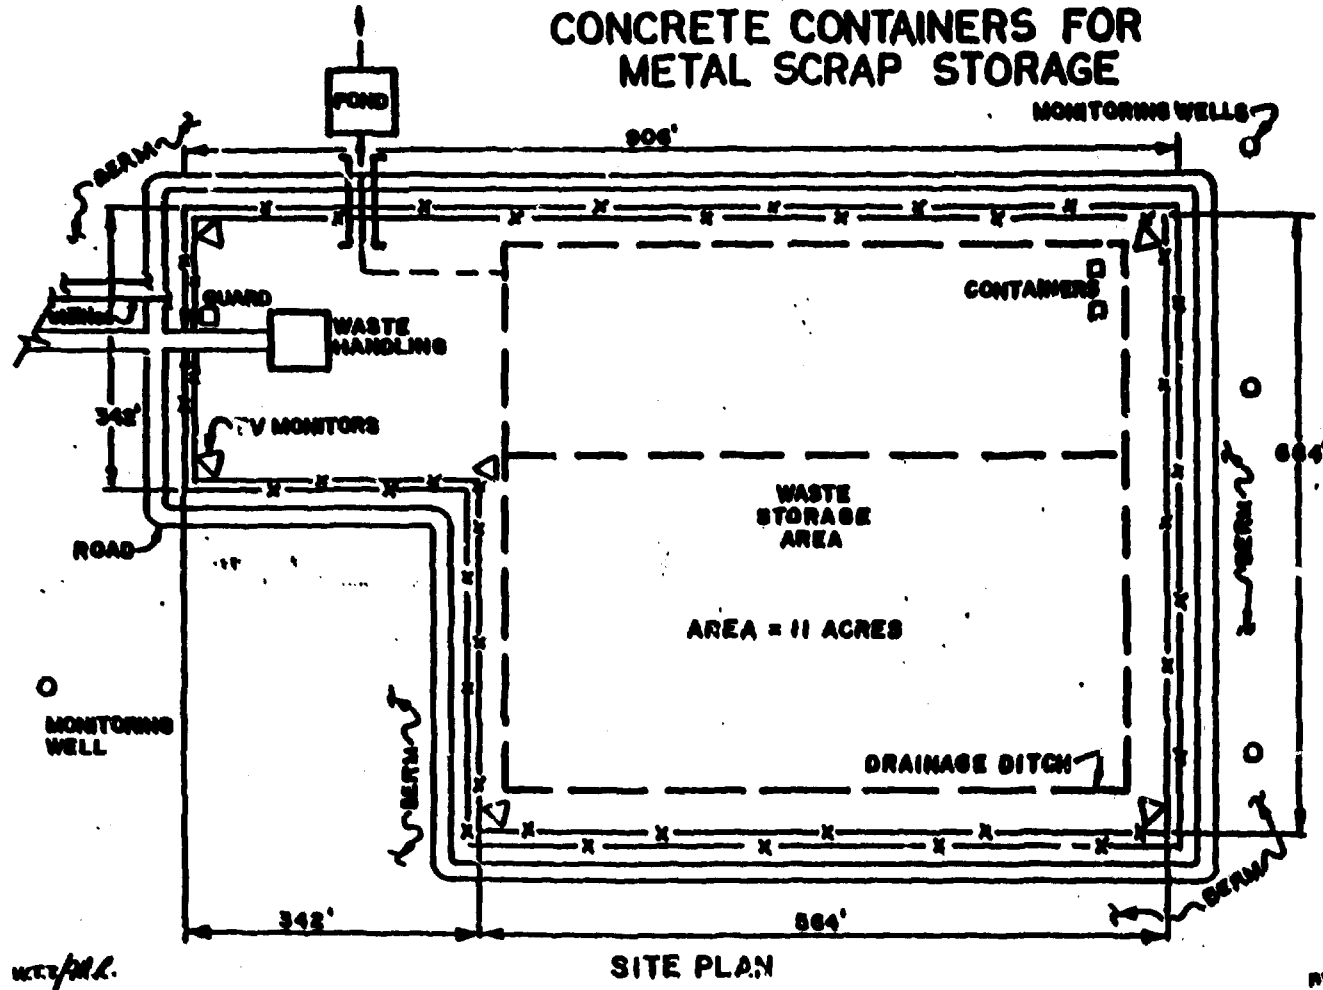 CONCRETE CONTAINERS FOR
METAL SCRAP STORAGE
MONITORING WELLS
POND
906'
BERM
CONTAINERS
GUARD
WASTE
HANDLING
342'
TV MONITORS
WASTE
STORAGE
AREA
BERM
ROAD
AREA = 11 ACRES
MONITORING
WELL
BERM
DRAINAGE DITCH
BERM
342'
564'
SITE PLAN